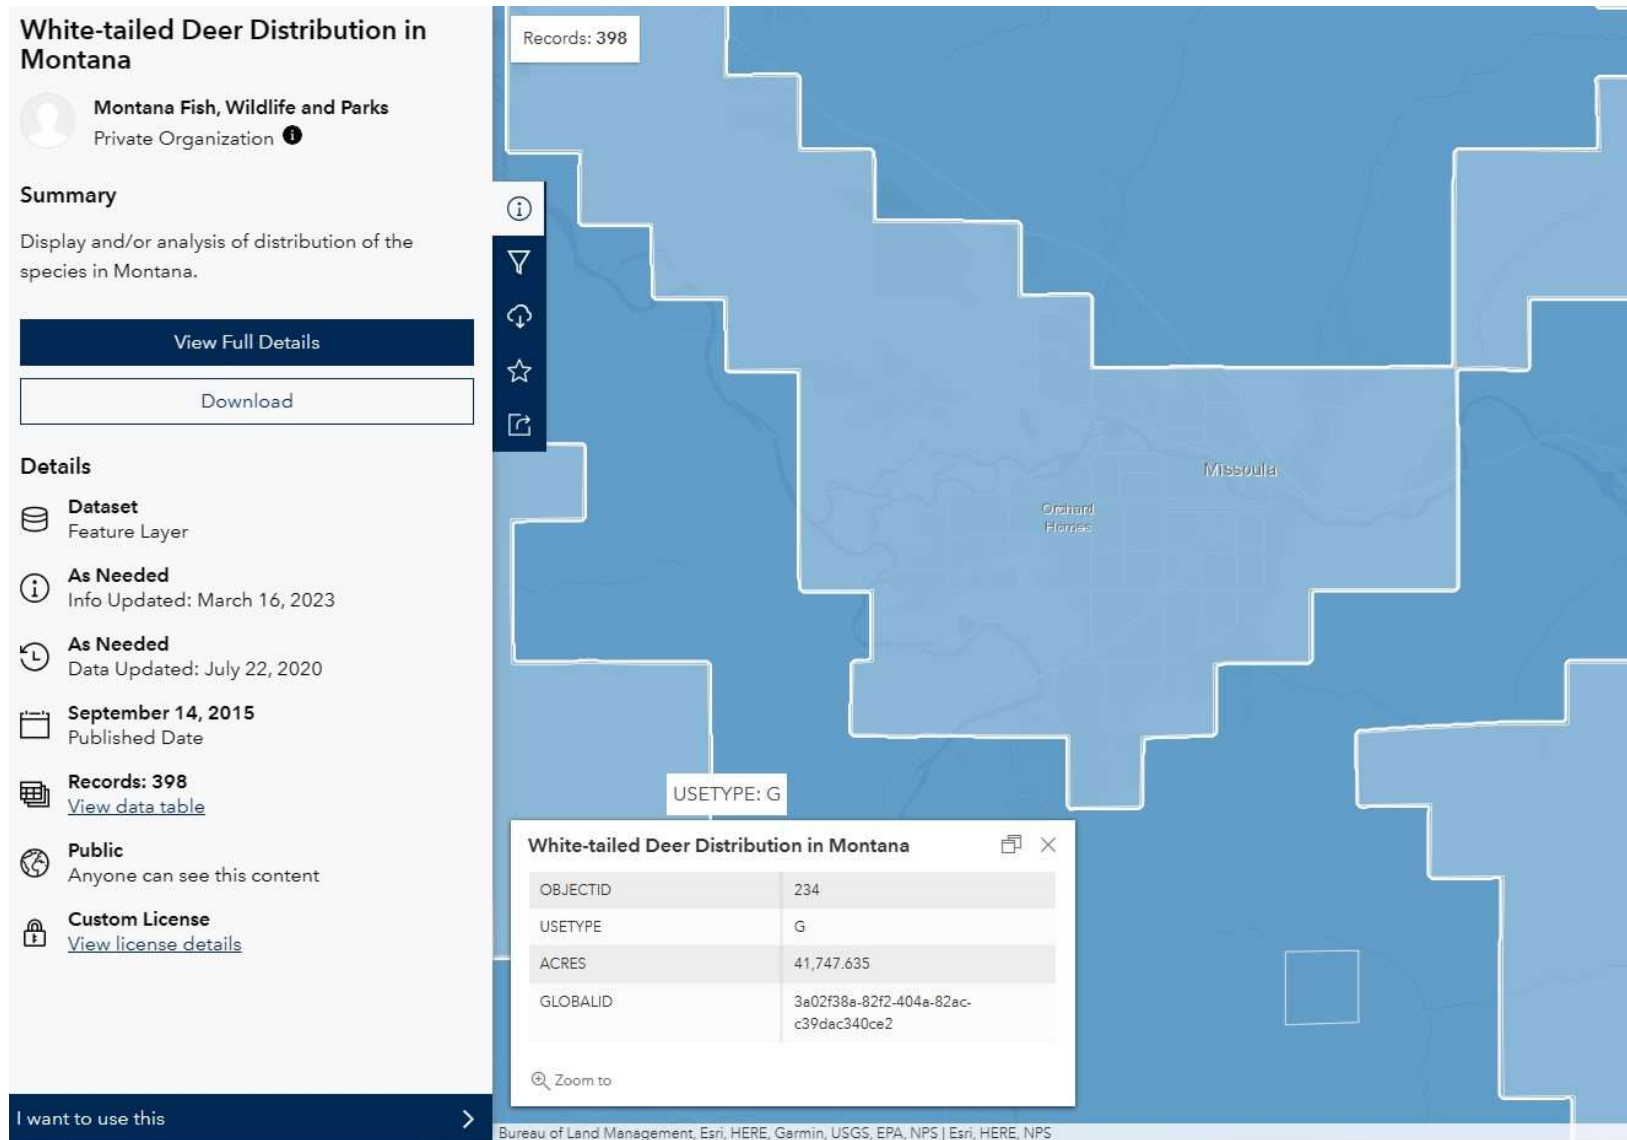 White-tailed Deer Distribution in
Montana
Montana Fish, Wildlife and Parks
Private Organization
Summary
Display and/or analysis of distribution of the
species in Montana.
View Full Details
Download
Details
Dataset
Feature Layer
As Needed
Info Updated: March 16, 2023
As Needed
Data Updated: July 22, 2020
September 14, 2015
Published Date
Records: 398
View data table
Public
Anyone can see this content
Custom License
View license details
I want to use this
Records: 398
Missoula
Orchard
Homes
USETYPE: G
White-tailed Deer Distribution in Montana
OBJECTID 234
USETYPE G
ACRES 41,747.635
GLOBALID 3a02f38a-82f2-404a-82ac-
c39dac340ce2
Zoom to
Bureau of Land Management, Esri, HERE, Garmin, USGS, EPA, NPS | Esri, HERE, NPS